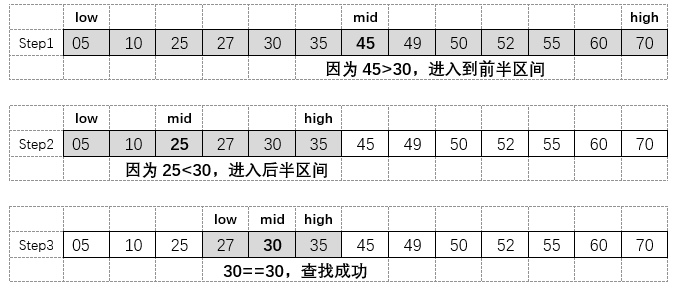 low mid high
Step1 05 10 25 27 30 35 45 49 50 52 55 60 70
因为 45>30，进入到前半区间
low mid high
Step2 05 10 25 27 30 35 45 49 50 52 55 60 70
因为 25<30，进入后半区间
low mid high
Step3 05 10 25 27 30 35 45 49 50 52 55 60 70
30==30，查找成功